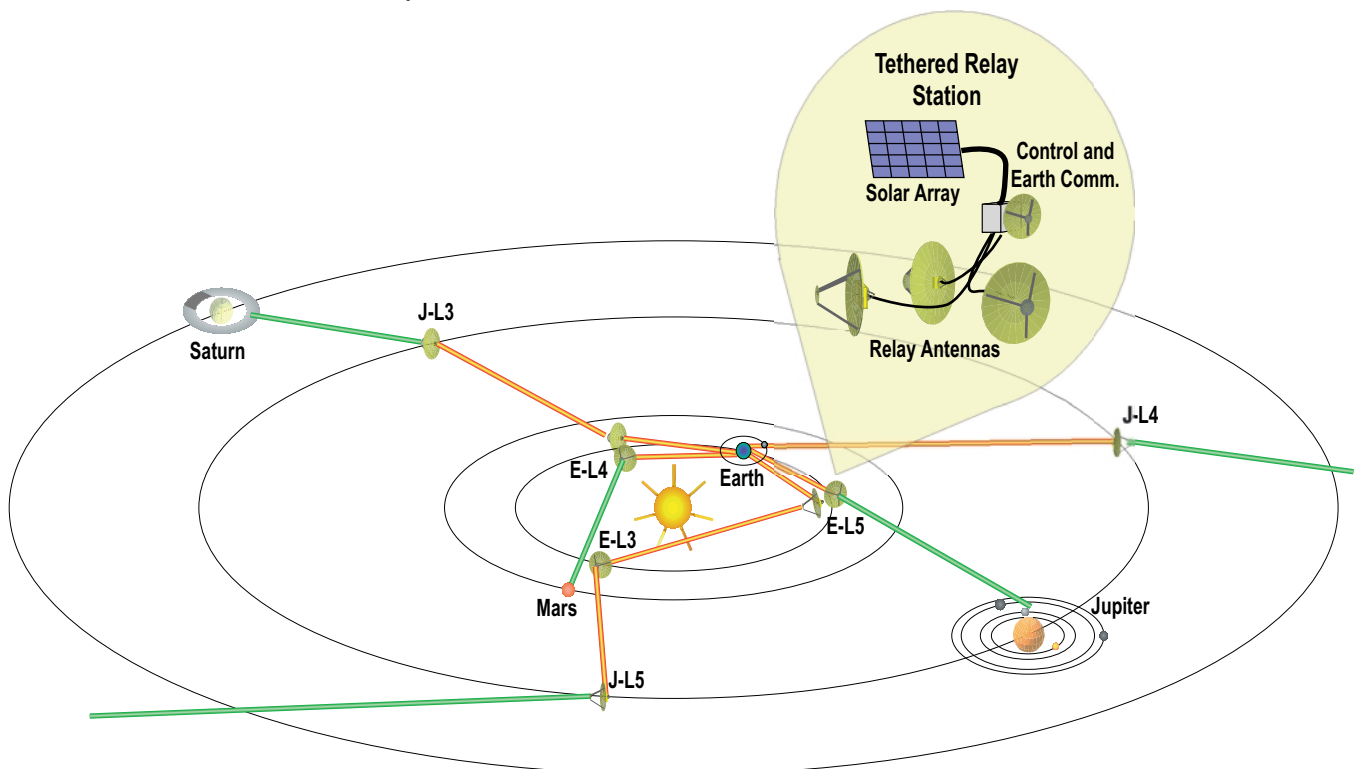 Tethered Relay
Station
Control and
Earth Comm.
Solar Array
Relay Antennas
J-L3
Saturn
J-L4
E-L4
Earth
E-L5
E-L3
Mars
Jupiter
J-L5